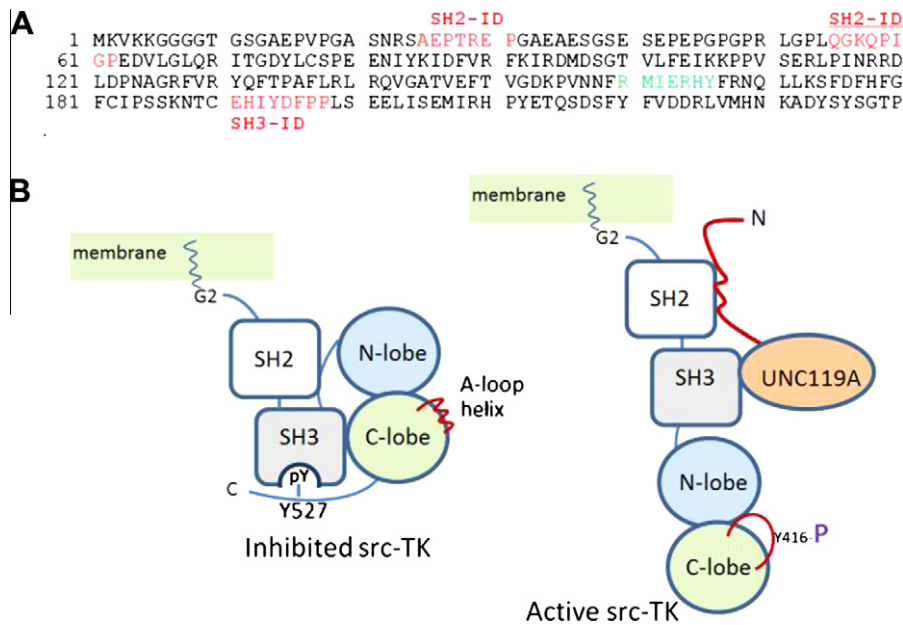 A
SH2-ID SH2-ID
1 MKVKKGGGGT GSGAEPVPGA SNRSAEPTRE PGAEAESGSE SEPEPGPGPR LGPLQGKQPI
61 GPEDVLGLQR ITGDYLCSPE ENIYKIDFVR FKIRDMDSGT VLFEIKKPPV SERLPINRRD
121 LDPNAGRFVR YQFTPAFLRL RQVGATVEFT VGDKPVNNFR MIERHYFRNQ LLKSFDFHFG
181 FCIPSSKNTC EHIYDFPPLS EELISEMIRH PYETQSDSFY FVDDRLVMHN KADYSYSGTP
SH3-ID
B
membrane
G2
SH2
N-lobe
A-loop
helix
SH3
C-lobe
pY
C
Y527
Inhibited src-TK
membrane
N
G2
SH2
SH3
UNC119A
N-lobe
Y416-P
C-lobe
Active src-TK